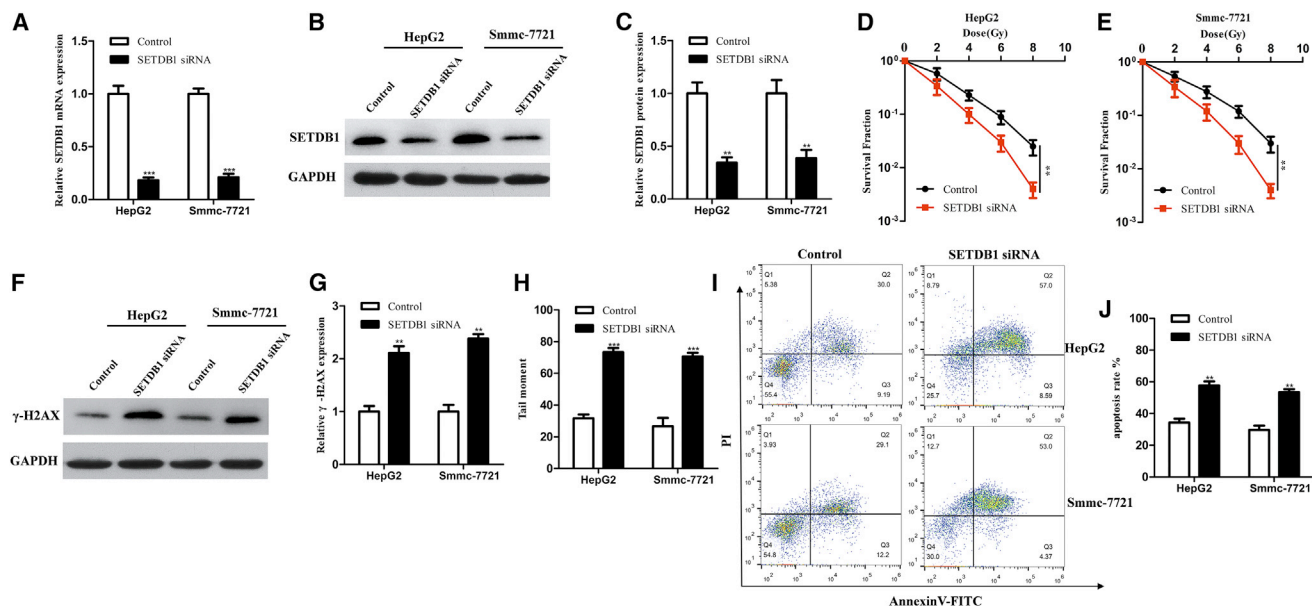 A
Control
SETDB1 siRNA
Relative SETDB1 mRNA expression
1.5
1.0
0.5
0.0
***
***
HepG2
Smmc-7721
B
HepG2
Smmc-7721
Control
SETDB1 siRNA
Control
SETDB1 siRNA
SETDB1
GAPDH
C
Control
SETDB1 siRNA
Relative SETDB1 protein expression
1.5
1.0
0.5
0.0
**
**
HepG2
Smmc-7721
D
HepG2
Dose(Gy)
0 2 4 6 8 10
10⁰
10⁻¹
10⁻²
10⁻³
Survival Fraction
**
Control
SETDB1 siRNA
E
Smmc-7721
Dose(Gy)
0 2 4 6 8 10
10⁰
10⁻¹
10⁻²
10⁻³
Survival Fraction
**
Control
SETDB1 siRNA
F
HepG2
Smmc-7721
Control
SETDB1 siRNA
Control
SETDB1 siRNA
γ-H2AX
GAPDH
G
Control
SETDB1 siRNA
Relative γ -H2AX expression
3
2
1
0
**
**
HepG2
Smmc-7721
H
Control
SETDB1 siRNA
Tail moment
100
80
60
40
20
0
***
***
HepG2
Smmc-7721
I
Control
SETDB1 siRNA
Q1
5.38
Q2
30.0
Q4
55.4
Q3
9.19
Q1
8.79
Q2
57.0
Q4
25.7
Q3
8.59
HepG2
Q1
3.93
Q2
29.1
Q4
54.8
Q3
12.2
Q1
12.7
Q2
53.0
Q4
30.0
Q3
4.37
Smmc-7721
PI
AnnexinV-FITC
J
Control
SETDB1 siRNA
apoptosis rate %
100
80
60
40
20
0
**
**
HepG2
Smmc-7721